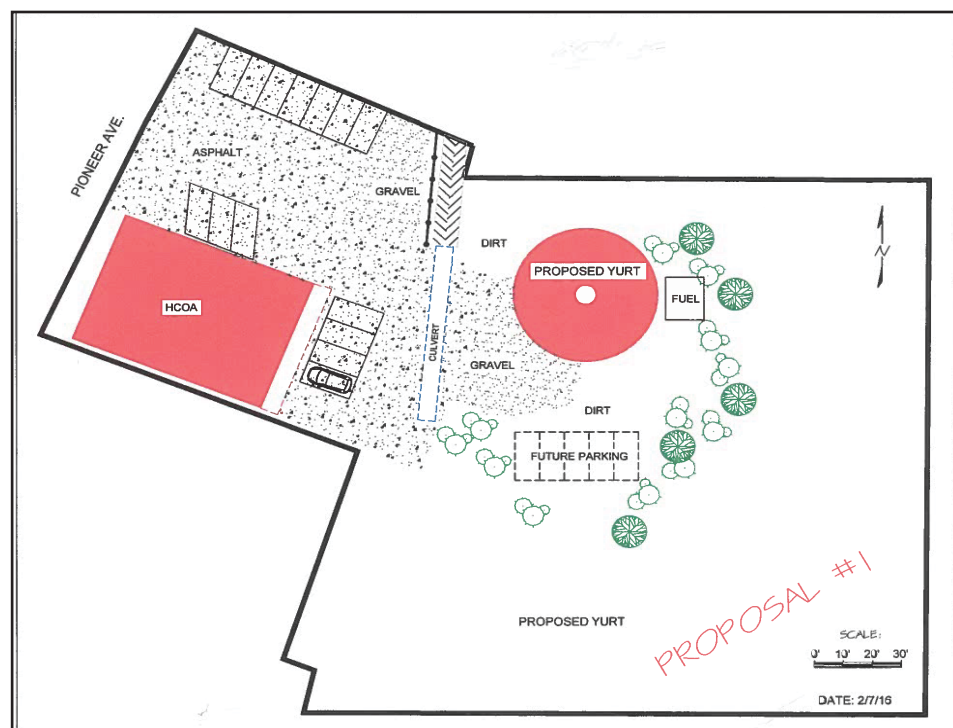 PIONEER AVE.
ASPHALT
GRAVEL
DIRT
PROPOSED YURT
N
HCOA
FUEL
CULVERT
GRAVEL
DIRT
FUTURE PARKING
PROPOSED YURT
PROPOSAL #1
SCALE:
0' 10' 20' 30'
DATE: 2/7/16